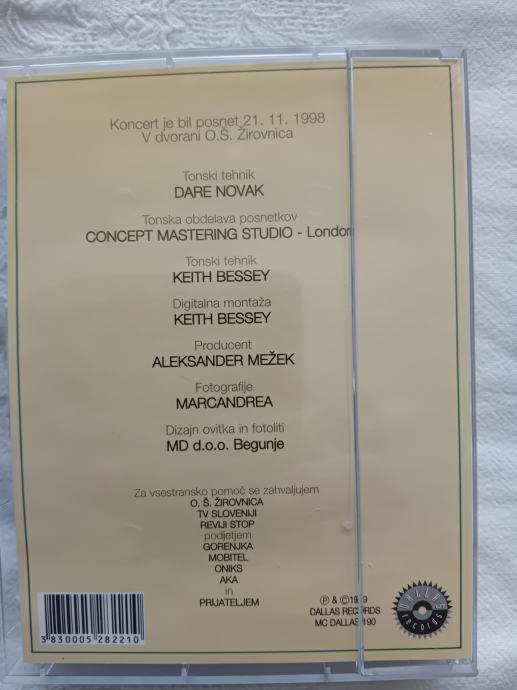 Koncert je bil posnet 21. 11. 1998
V dvorani O.Š. Žirovnica
Tonski tehnik
DARE NOVAK
Tonska obdelava posnetkov
CONCEPT MASTERING STUDIO - London
Tonski tehnik
KEITH BESSEY
Digitalna montaža
KEITH BESSEY
Producent
ALEKSANDER MEŽEK
Fotografije
MARCANDREA
Dizajn ovitka in fotoliti
MD d.o.o. Begunje
Za vsestransko pomoč se zahvaljujem
O. Š. ŽIROVNICA
TV SLOVENIJI
REVIJI STOP
podjetjem
GORENJKA
MOBITEL
ONIKS
AKA
in
PRIJATELJEM
Ⓟ & ©1999
DALLAS RECORDS
MC DALLAS 190
DALLAS
records
3 830005 282210